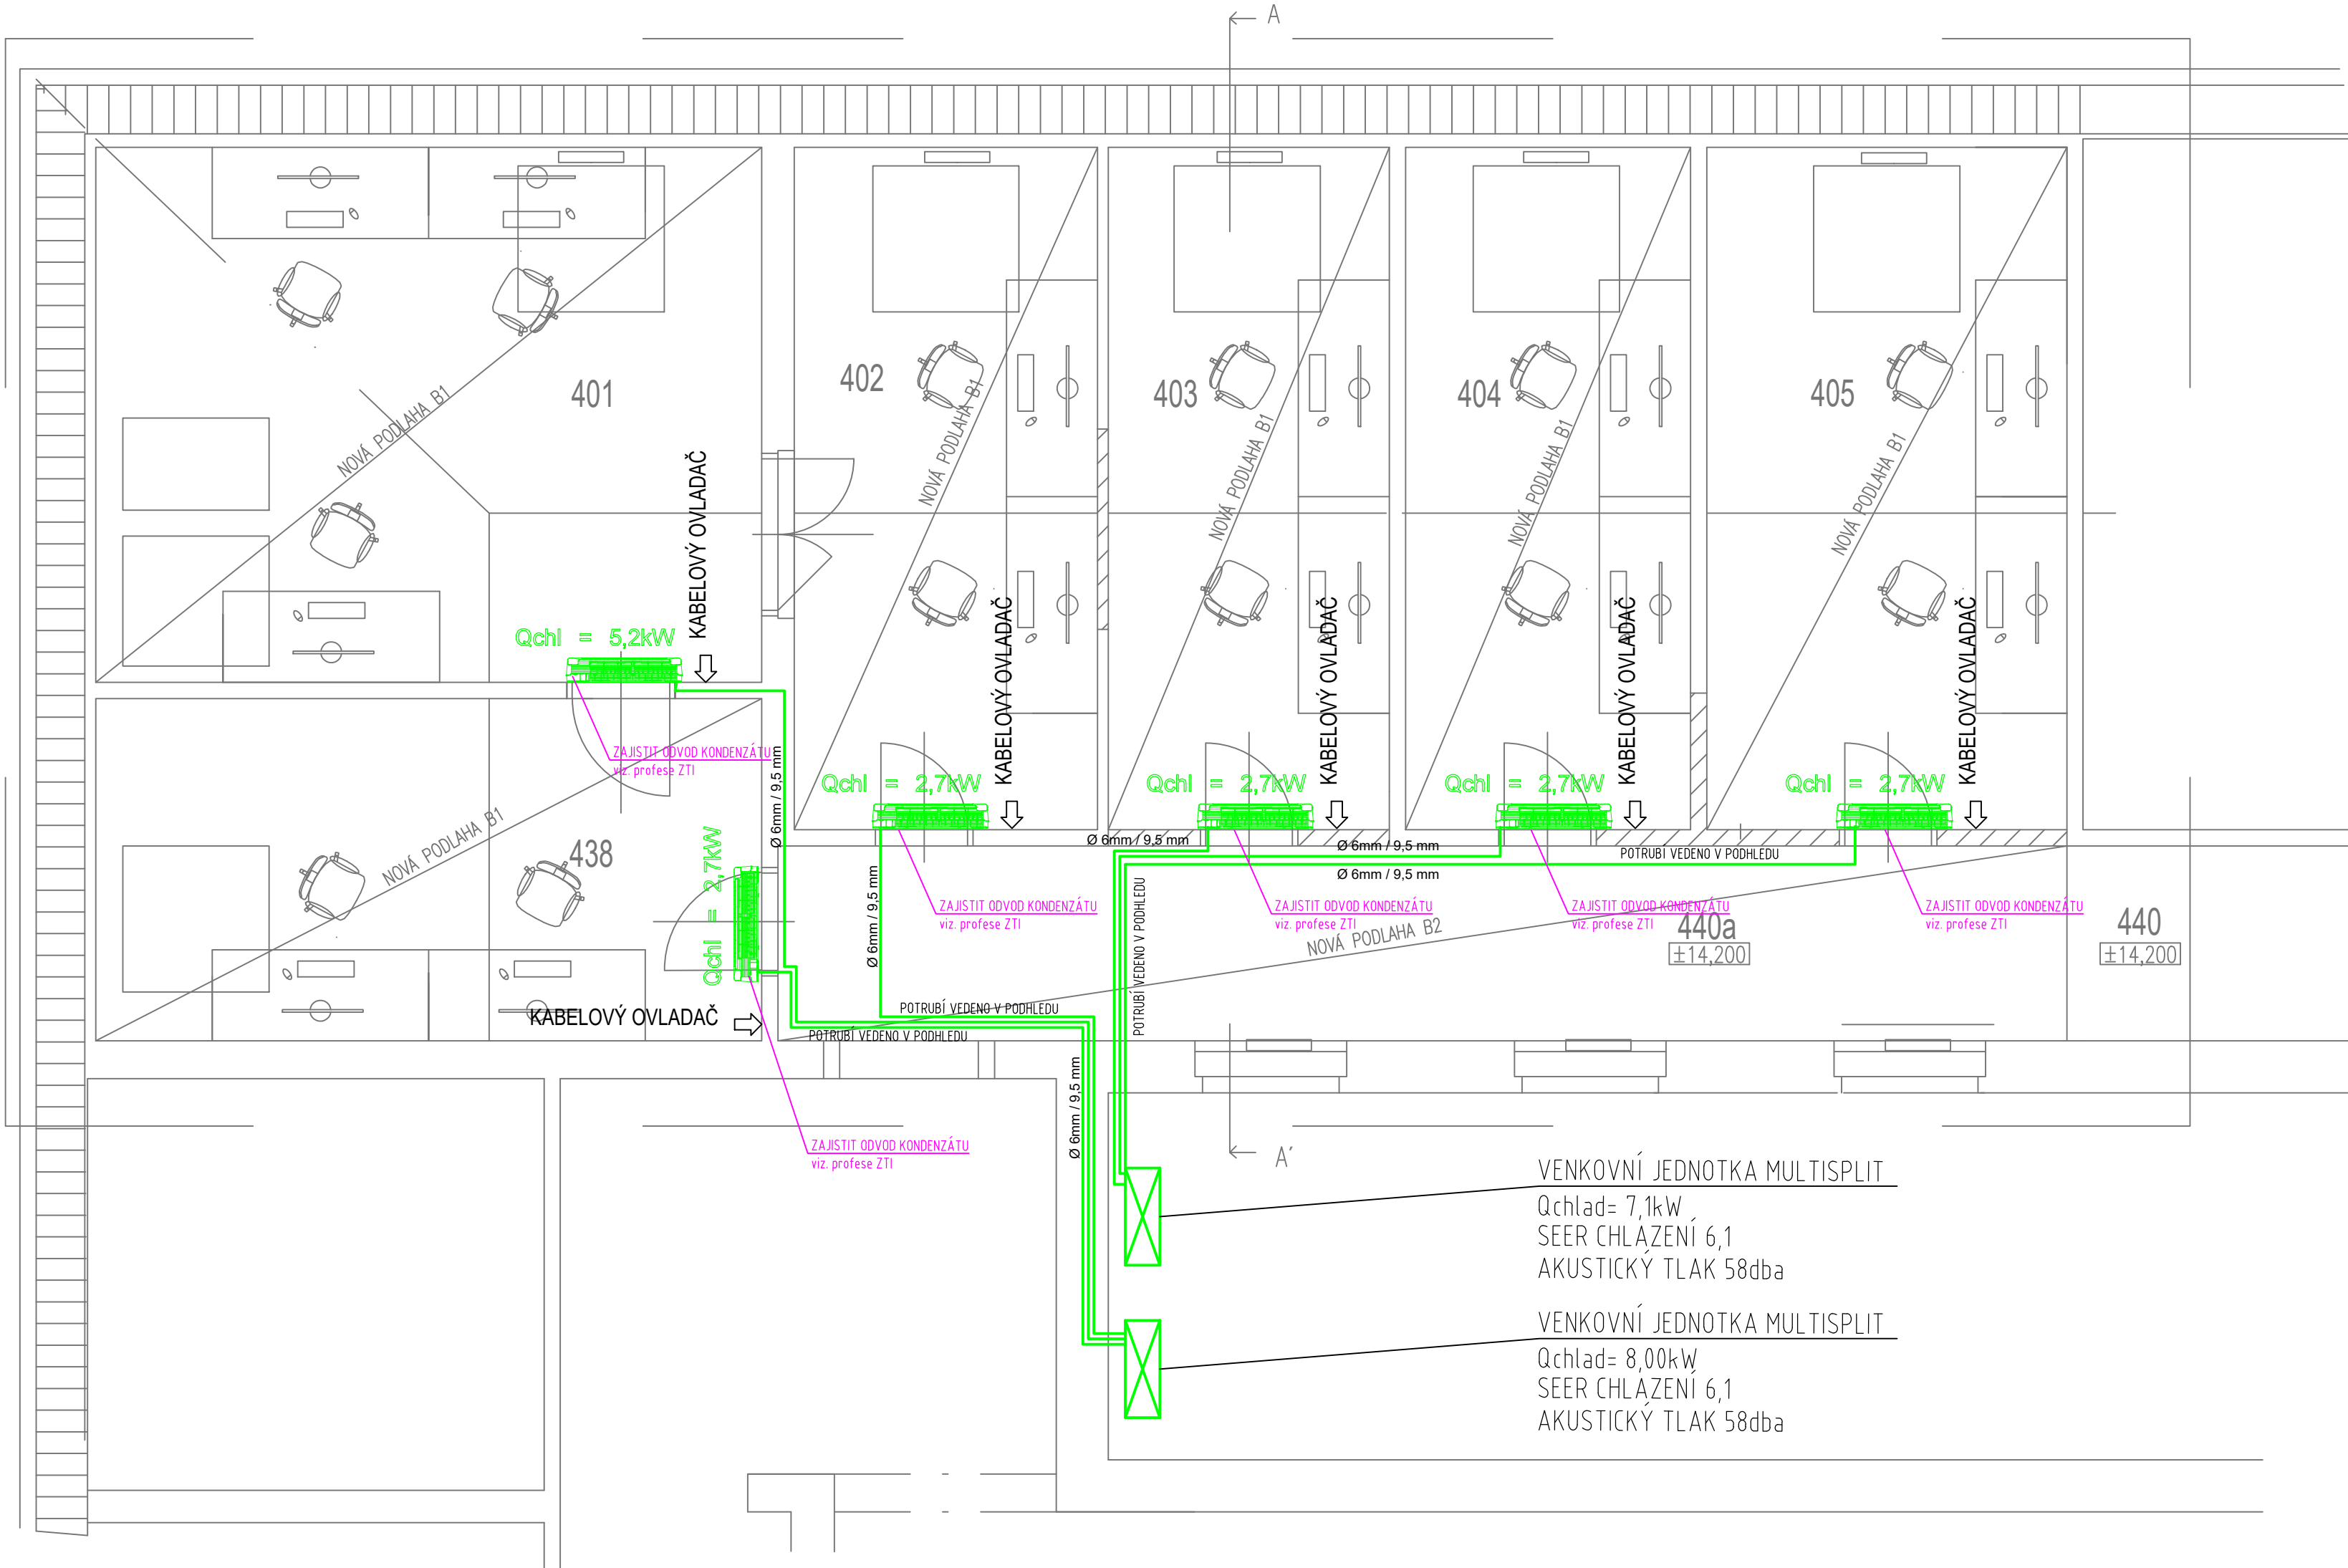 A
401
402
403
404
405
NOVÁ PODLAHA B1
NOVÁ PODLAHA B1
NOVÁ PODLAHA B1
NOVÁ PODLAHA B1
NOVÁ PODLAHA B1
KABELOVÝ OVLADAČ
KABELOVÝ OVLADAČ
KABELOVÝ OVLADAČ
KABELOVÝ OVLADAČ
KABELOVÝ OVLADAČ
Qchl = 5,2kW
ZAJISTIT ODVOD KONDENZÁTU
viz. profese ZTI
Ø 6mm / 9,5 mm
Qchl = 2,7kW
Qchl = 2,7kW
Qchl = 2,7kW
Qchl = 2,7kW
NOVÁ PODLAHA B1
438
Qchl = 2,7kW
Ø 6mm / 9,5 mm
Ø 6mm / 9,5 mm
Ø 6mm / 9,5 mm
Ø 6mm / 9,5 mm
POTRUBÍ VEDENO V PODHLEDU
ZAJISTIT ODVOD KONDENZÁTU
viz. profese ZTI
POTRUBÍ VEDENO V PODHLEDU
ZAJISTIT ODVOD KONDENZÁTU
viz. profese ZTI
ZAJISTIT ODVOD KONDENZÁTU
viz. profese ZTI
ZAJISTIT ODVOD KONDENZÁTU
viz. profese ZTI
NOVÁ PODLAHA B2
440a
±14,200
440
±14,200
KABELOVÝ OVLADAČ
POTRUBÍ VEDENO V PODHLEDU
POTRUBÍ VEDENO V PODHLEDU
Ø 6mm / 9,5 mm
ZAJISTIT ODVOD KONDENZÁTU
viz. profese ZTI
A´
VENKOVNÍ JEDNOTKA MULTISPLIT
Qchlad= 7,1kW
SEER CHLAZENÍ 6,1
AKUSTICKÝ TLAK 58dba
VENKOVNÍ JEDNOTKA MULTISPLIT
Qchlad= 8,00kW
SEER CHLAZENÍ 6,1
AKUSTICKÝ TLAK 58dba